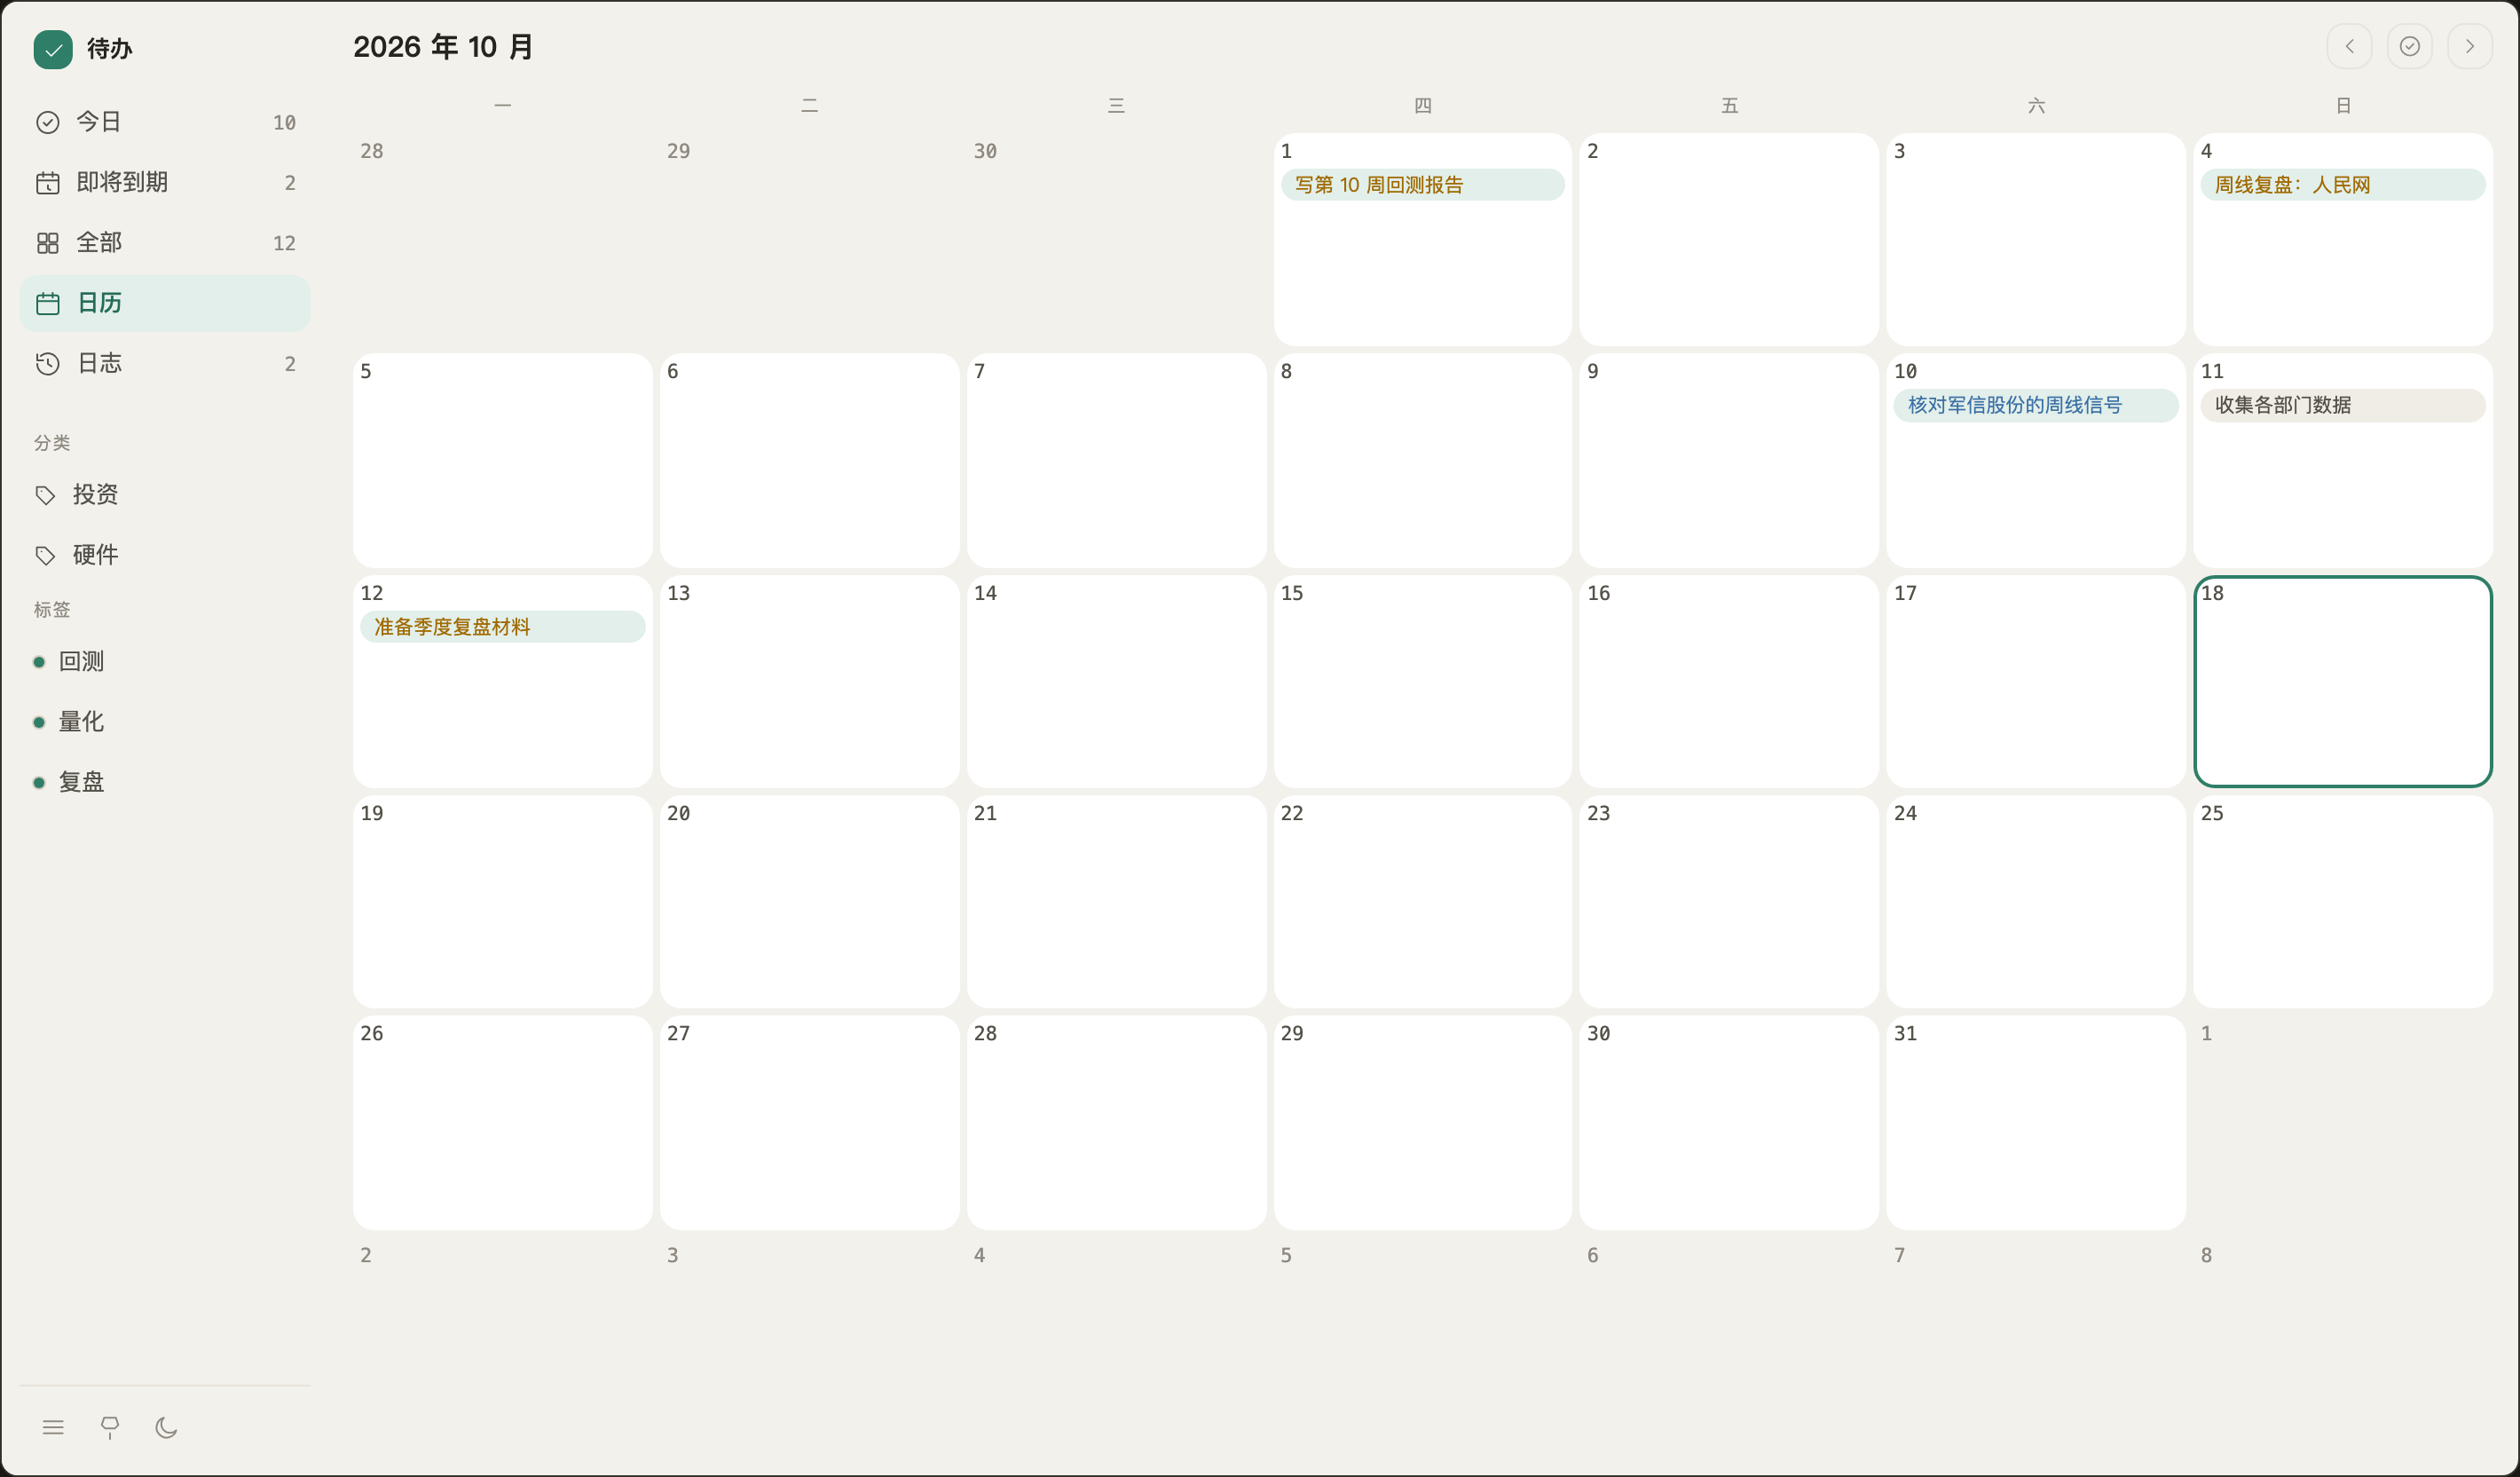 待办
今日 10
即将到期 2
全部 12
日历
日志 2
分类
投资
硬件
标签
回测
量化
复盘
2026 年 10 月
一 二 三 四 五 六 日
28 29 30 1 2 3 4
写第 10 周回测报告 周线复盘：人民网
5 6 7 8 9 10 11
核对军信股份的周线信号 收集各部门数据
12 13 14 15 16 17 18
准备季度复盘材料
19 20 21 22 23 24 25
26 27 28 29 30 31 1
2 3 4 5 6 7 8